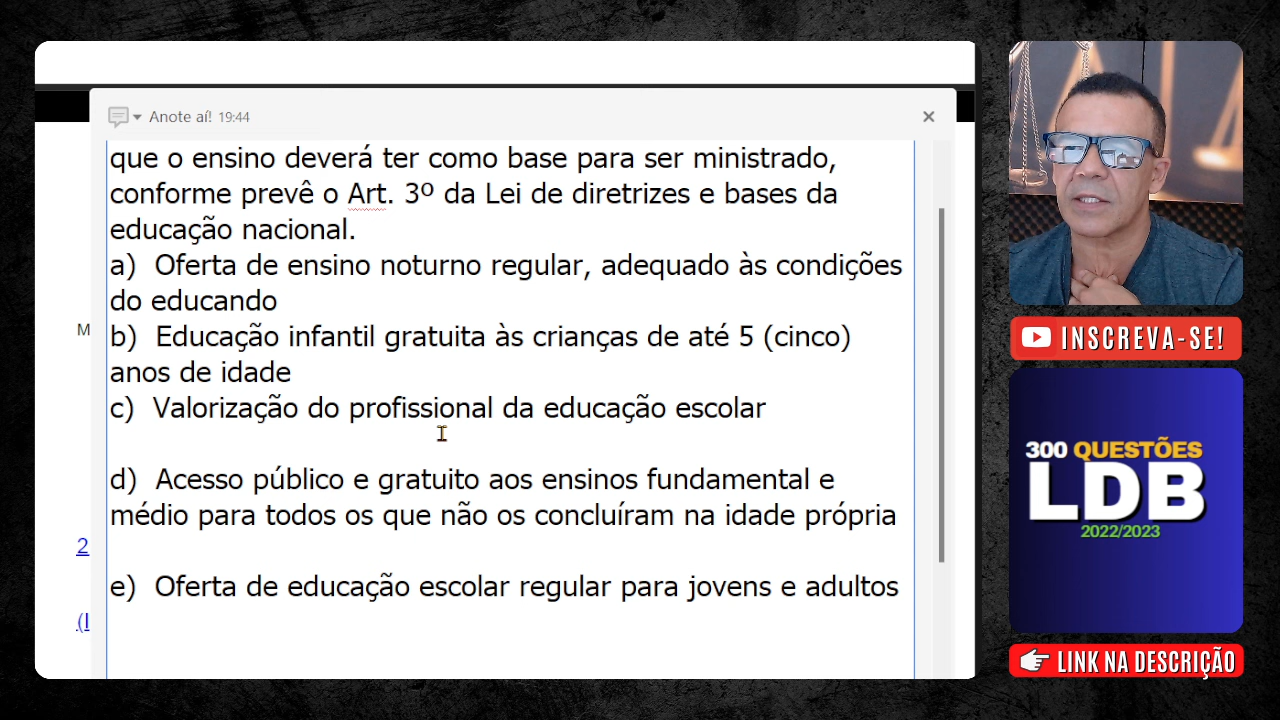 Anote aí! 19:44
que o ensino deverá ter como base para ser ministrado,
conforme prevê o Art. 3º da Lei de diretrizes e bases da
educação nacional.
a) Oferta de ensino noturno regular, adequado às condições
do educando
b) Educação infantil gratuita às crianças de até 5 (cinco)
anos de idade
c) Valorização do profissional da educação escolar
d) Acesso público e gratuito aos ensinos fundamental e
médio para todos os que não os concluíram na idade própria
e) Oferta de educação escolar regular para jovens e adultos
M
2
(I
INSCREVA-SE!
300 QUESTÕES
LDB
2022/2023
LINK NA DESCRIÇÃO